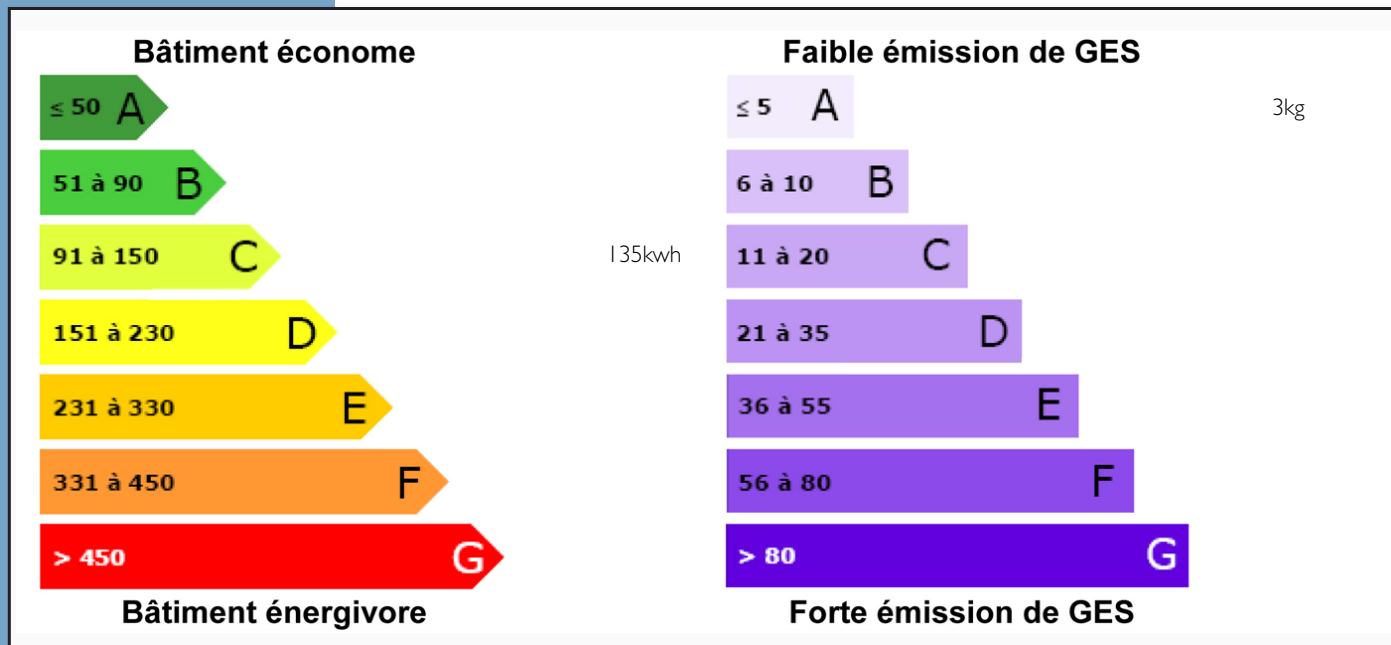 Bâtiment économe
≤ 50 A
51 à 90 B
91 à 150 C
135kwh
151 à 230 D
231 à 330 E
331 à 450 F
> 450 G
Bâtiment énergivore
Faible émission de GES
≤ 5 A
3kg
6 à 10 B
11 à 20 C
21 à 35 D
36 à 55 E
56 à 80 F
> 80 G
Forte émission de GES